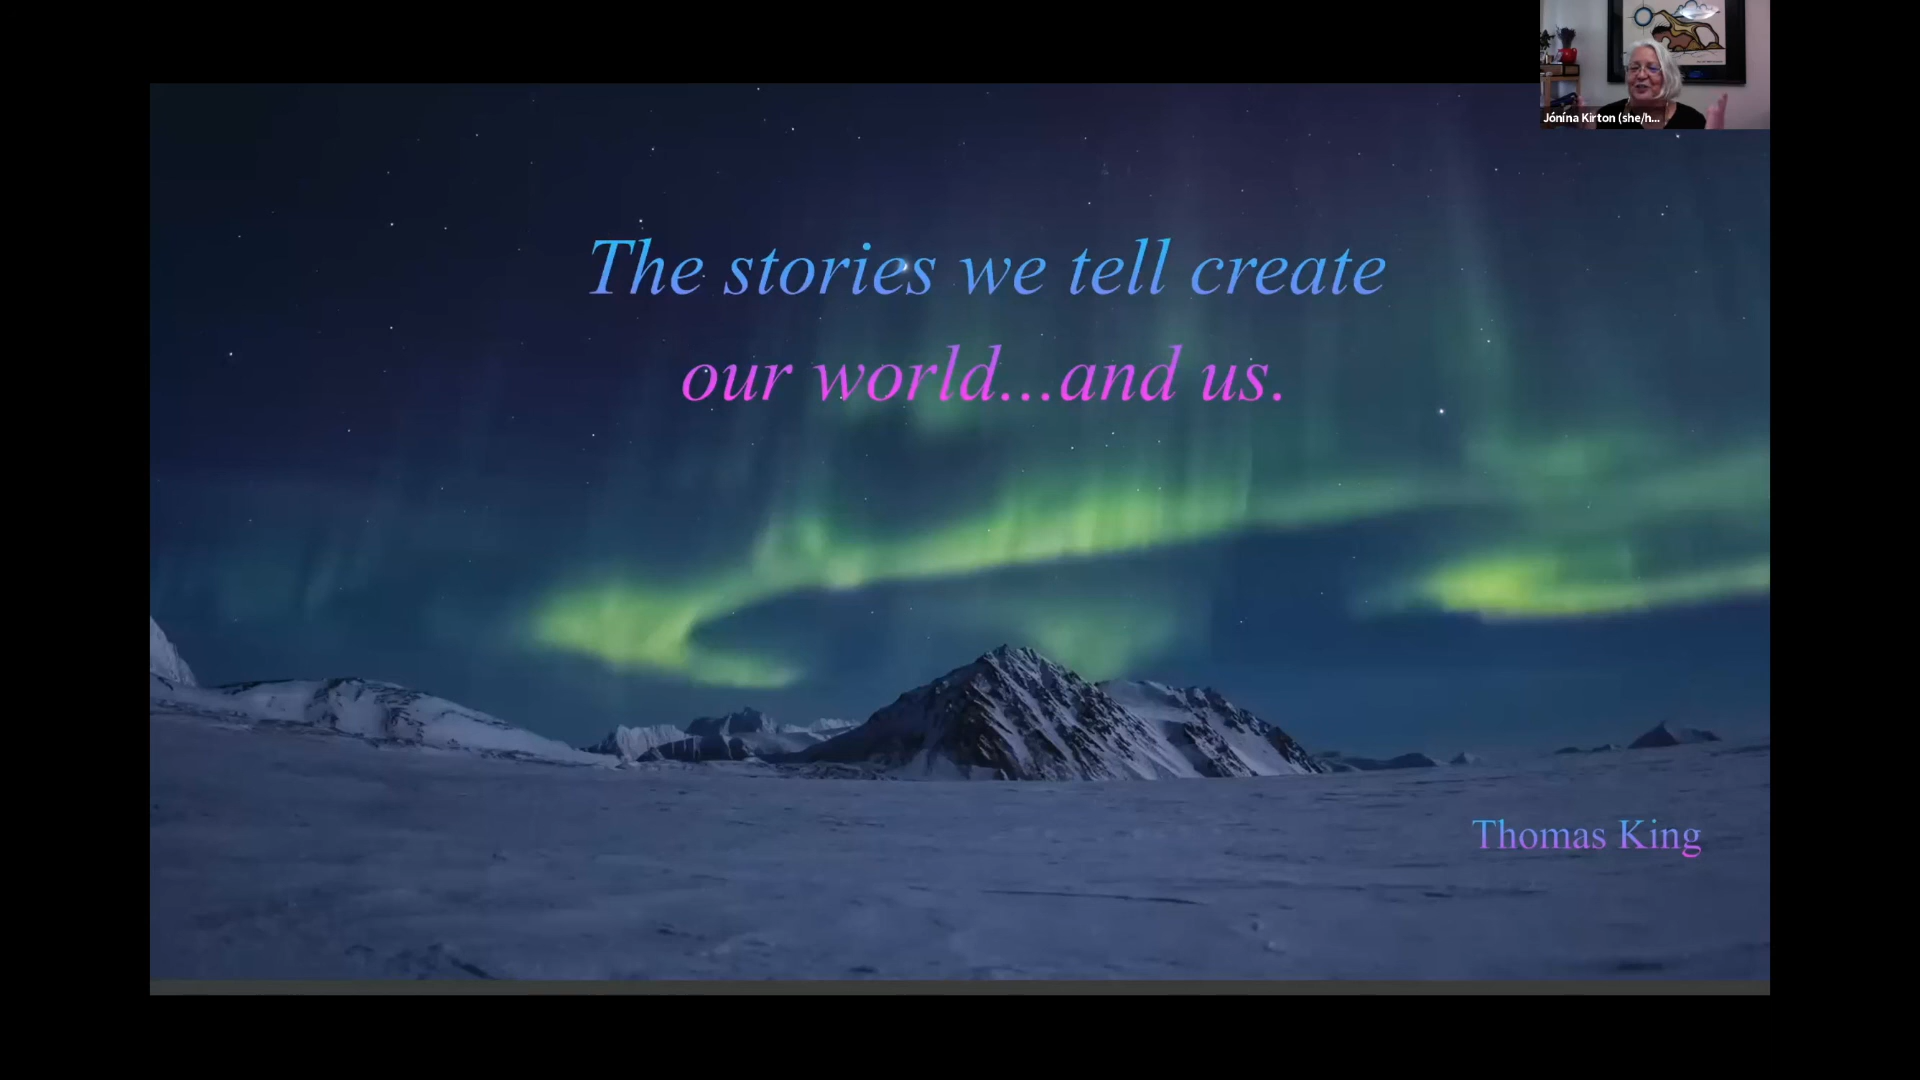 Jónína Kirton (she/h...
The stories we tell create
our world...and us.
Thomas King